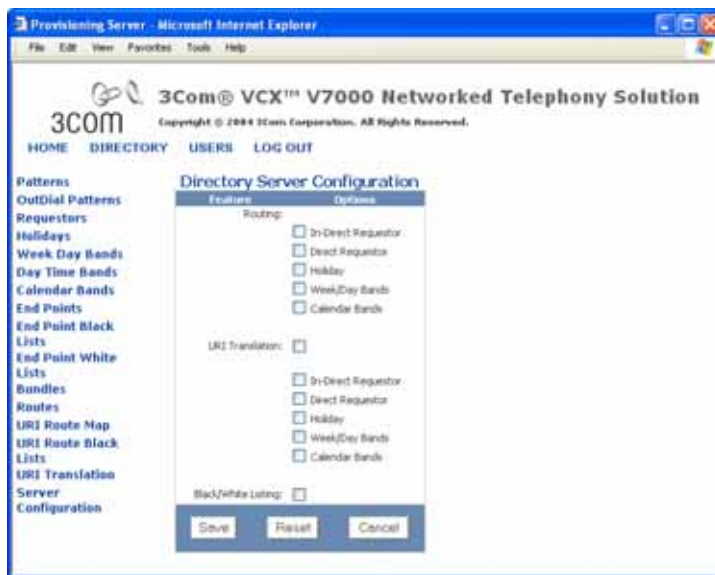 Provisioning Server - Microsoft Internet Explorer
File Edit View Favorites Tools Help
3COM
3Com® VCX™ V7000 Networked Telephony Solution
Copyright © 2004 3Com Corporation. All Rights Reserved.
HOME DIRECTORY USERS LOG OUT
Patterns
OutDial Patterns
Requestors
Holidays
Week Day Bands
Day Time Bands
Calendar Bands
End Points
End Point Black
Lists
End Point White
Lists
Bundles
Routes
URI Route Map
URI Route Black
Lists
URI Translation
Server
Configuration
Directory Server Configuration
Feature Options
Routing:
In-Direct Requestor
Direct Requestor
Holiday
Week/Day Bands
Calendar Bands
URI Translation:
In-Direct Requestor
Direct Requestor
Holiday
Week/Day Bands
Calendar Bands
Black/White Listing:
Save Reset Cancel